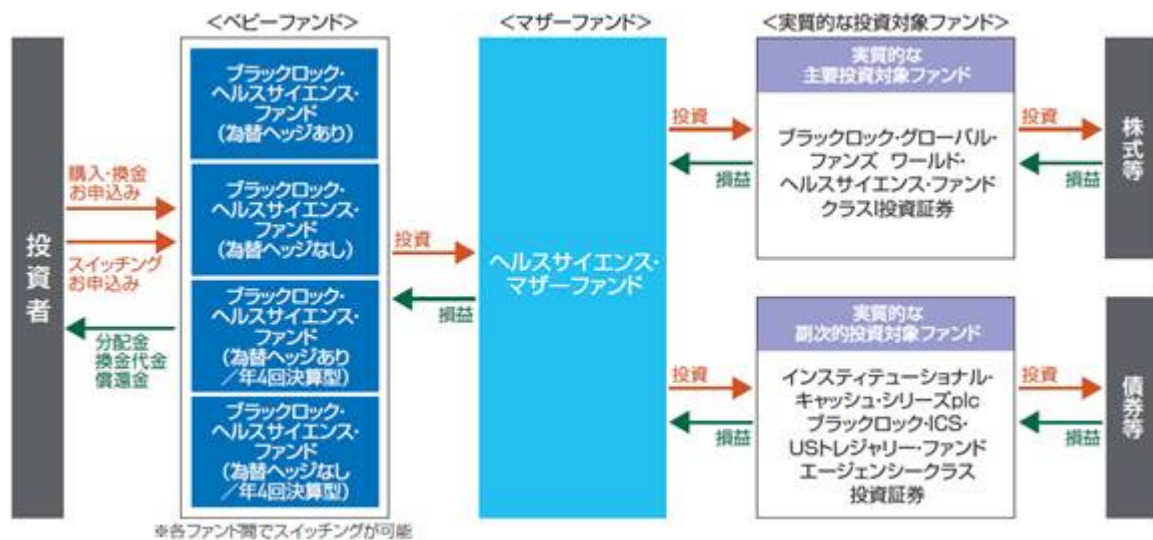 <ベビーファンド>
<マザーファンド>
<実質的な投資対象ファンド>
投資者
購入・換金
お申込み
スイッチング
お申込み
分配金
換金代金
償還金
ブラックロック・
ヘルスサイエンス・
ファンド
(為替ヘッジあり)
ブラックロック・
ヘルスサイエンス・
ファンド
(為替ヘッジなし)
ブラックロック・
ヘルスサイエンス・
ファンド
(為替ヘッジあり
/年4回決算型)
ブラックロック・
ヘルスサイエンス・
ファンド
(為替ヘッジなし
/年4回決算型)
※各ファンド間でスイッチングが可能
投資
損益
ヘルスサイエンス・
マザーファンド
投資
損益
実質的な
主要投資対象ファンド
ブラックロック・グローバル・
ファンズ ワールド・
ヘルスサイエンス・ファンド
クラスI投資証券
投資
損益
株式等
投資
損益
実質的な
副次的投資対象ファンド
インスティテューショナル・
キャッシュ・シリーズplc
ブラックロック・ICS・
USトレジャリー・ファンド
エージェンシークラス
投資証券
投資
損益
債券等